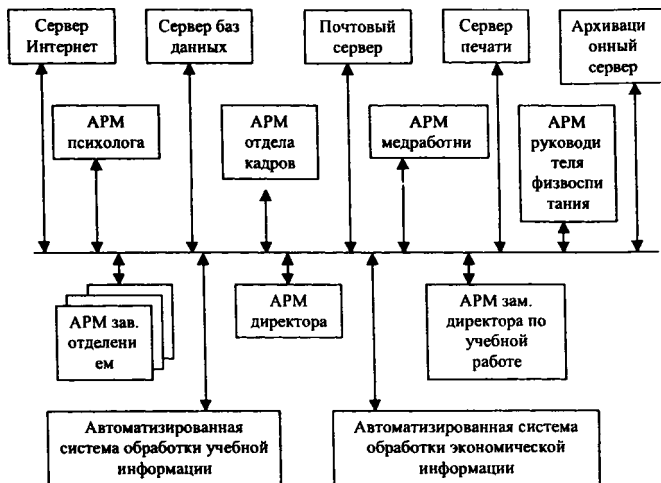 Сервер
Интернет
Сервер баз
данных
Почтовый
сервер
Сервер
печати
Архиваци
онный
сервер
АРМ
психолога
АРМ
отдела
кадров
АРМ
медработни
АРМ
руководи
теля
физвоспи
тания
АРМ зав.
отделени
ем
АРМ
директора
АРМ зам.
директора по
учебной
работе
Автоматизированная
система обработки учебной
информации
Автоматизированная система
обработки экономической
информации